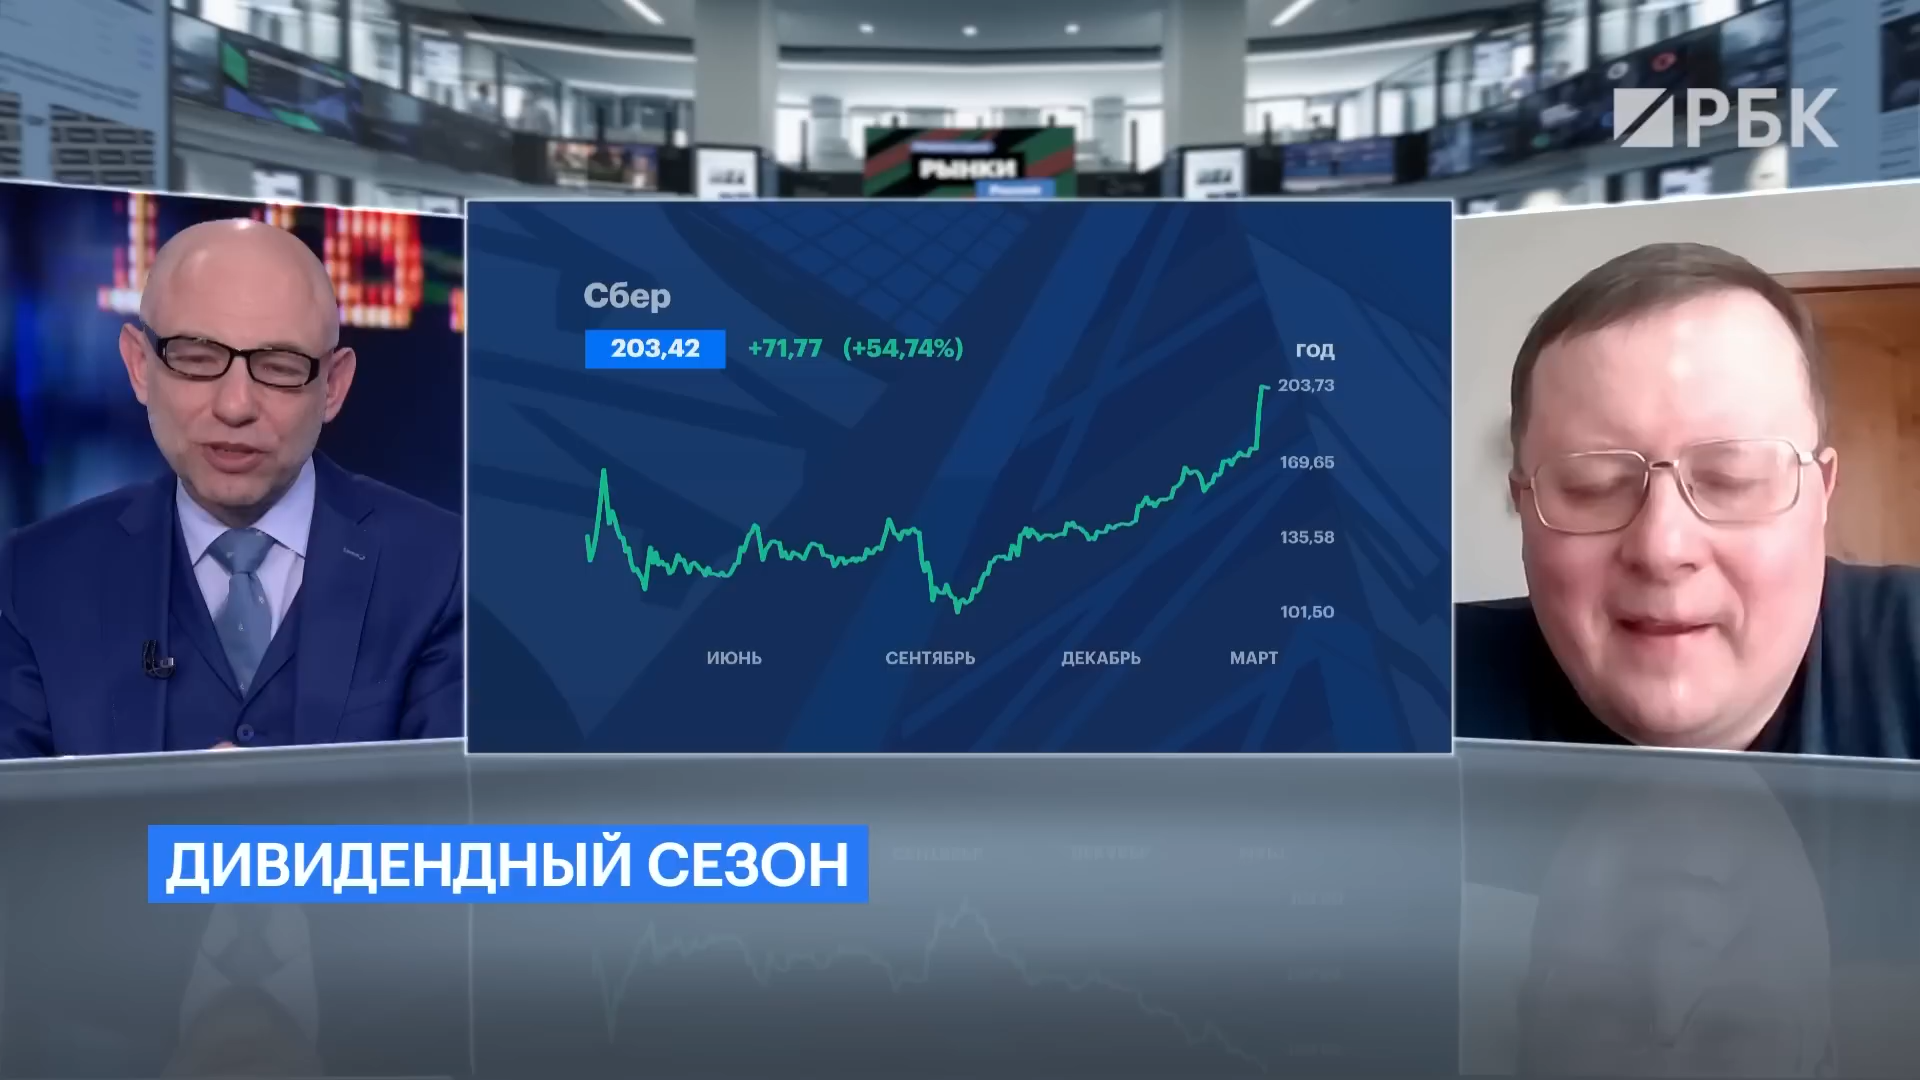 РБК
РЫНКИ
Сбер
203,42 +71,77 (+54,74%)
ГОД
203,73
169,65
135,58
101,50
ИЮНЬ СЕНТЯБРЬ ДЕКАБРЬ МАРТ
ДИВИДЕНДНЫЙ СЕЗОН